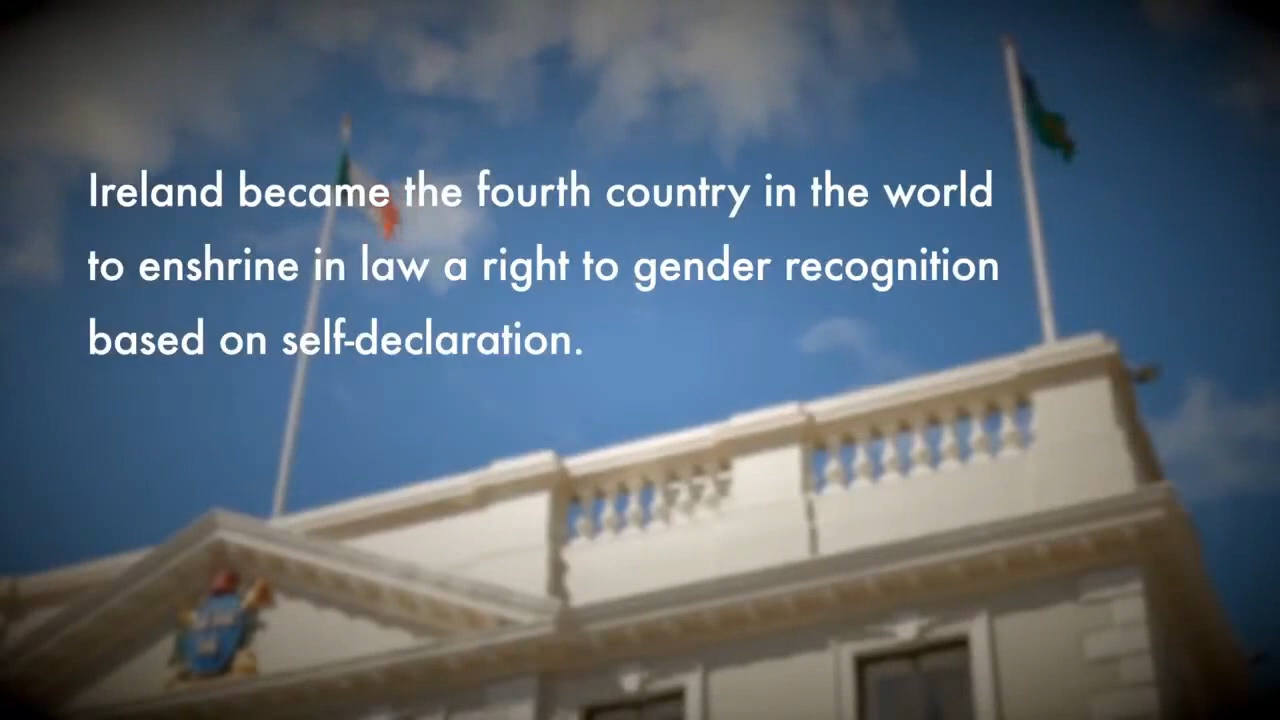 Ireland became the fourth country in the world
to enshrine in law a right to gender recognition
based on self-declaration.